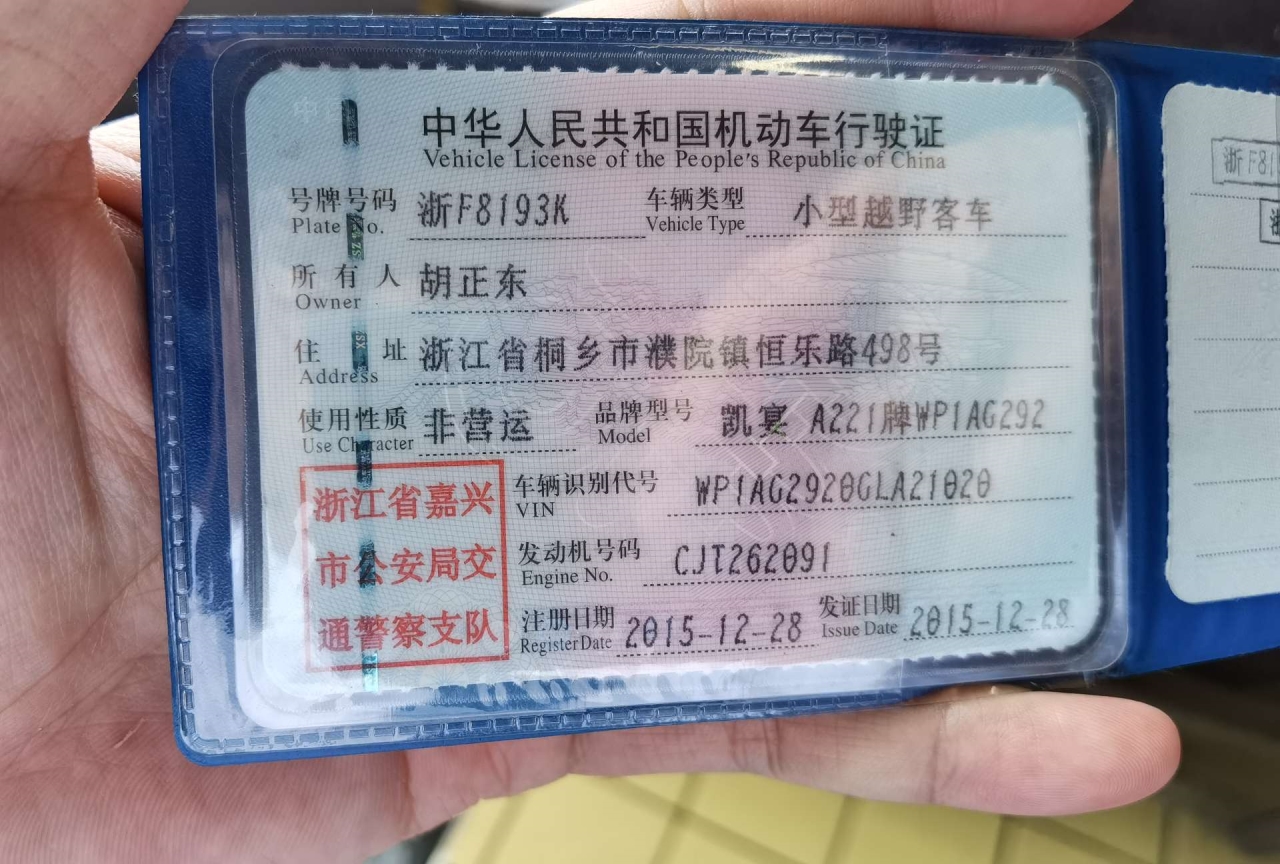 中华人民共和国机动车行驶证
Vehicle License of the People's Republic of China
号牌号码 浙F8193K 车辆类型 小型越野客车
Plate No. Vehicle Type
所有人 胡正东
Owner
住址 浙江省桐乡市濮院镇恒乐路498号
Address
使用性质 非营运 品牌型号 凯宴 A221牌WP1AG292
Use Character Model
浙江省嘉兴
市公安局交
通警察支队
车辆识别代号 WP1AG2920GLA21020
VIN
发动机号码 CJT262091
Engine No.
注册日期 2015-12-28 发证日期 2015-12-28
Register Date Issue Date
浙F81